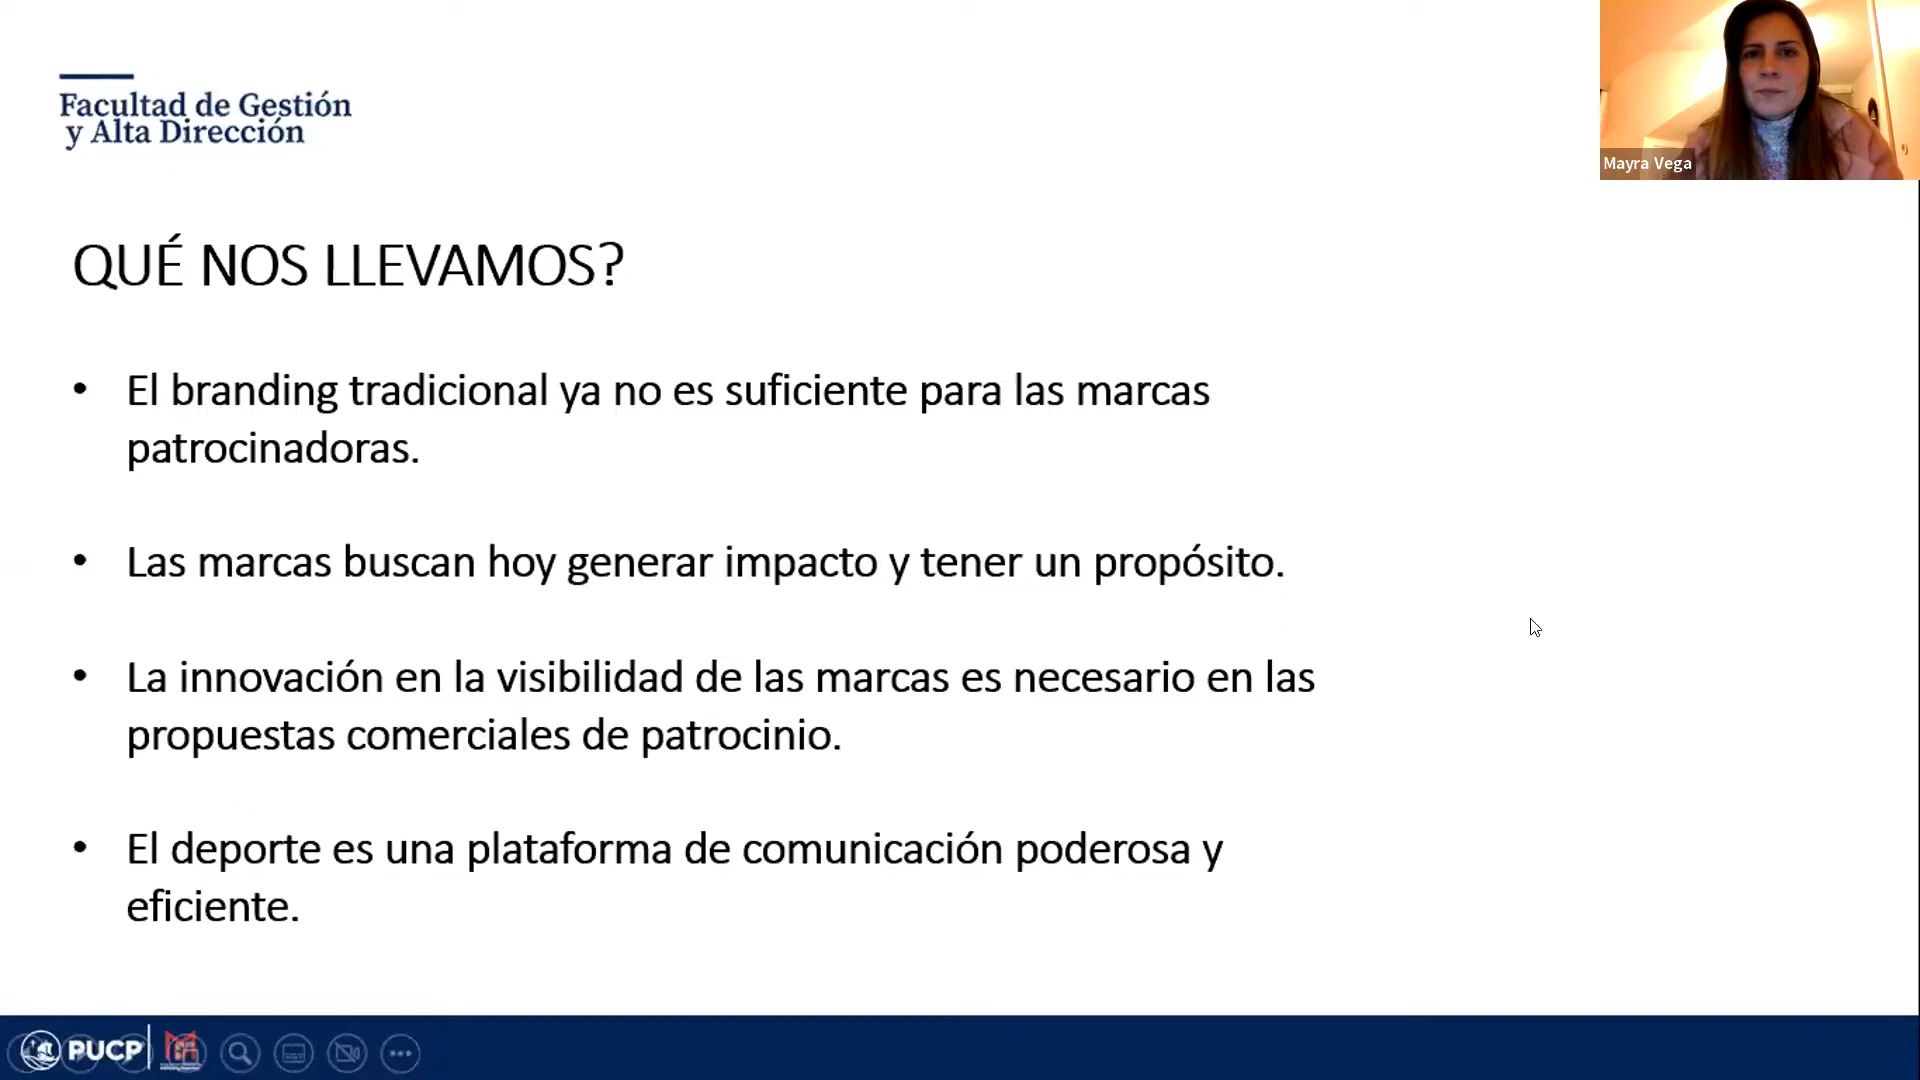 Facultad de Gestión
y Alta Dirección
Mayra Vega
QUÉ NOS LLEVAMOS?
• El branding tradicional ya no es suficiente para las marcas
patrocinadoras.
• Las marcas buscan hoy generar impacto y tener un propósito.
• La innovación en la visibilidad de las marcas es necesario en las
propuestas comerciales de patrocinio.
• El deporte es una plataforma de comunicación poderosa y
eficiente.
PUCP